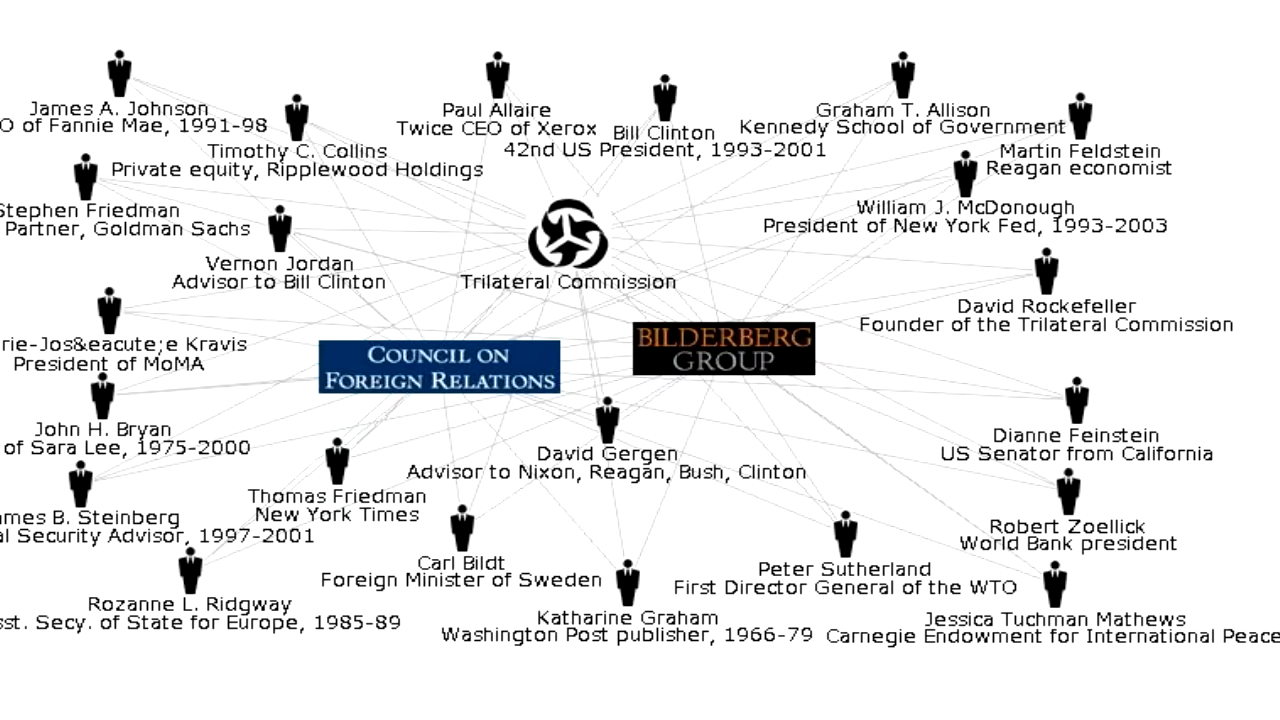 James A. Johnson
O of Fannie Mae, 1991-98
Timothy C. Collins
Private equity, Ripplewood Holdings
Paul Allaire
Twice CEO of Xerox
Bill Clinton
42nd US President, 1993-2001
Graham T. Allison
Kennedy School of Government
Martin Feldstein
Reagan economist
Stephen Friedman
Partner, Goldman Sachs
William J. McDonough
President of New York Fed, 1993-2003
Vernon Jordan
Advisor to Bill Clinton
Trilateral Commission
David Rockefeller
Founder of the Trilateral Commission
rie-Jos&eacute;e Kravis
President of MoMA
COUNCIL ON
FOREIGN RELATIONS
BILDERBERG
GROUP
John H. Bryan
of Sara Lee, 1975-2000
David Gergen
Advisor to Nixon, Reagan, Bush, Clinton
Dianne Feinstein
US Senator from California
Thomas Friedman
New York Times
mes B. Steinberg
al Security Advisor, 1997-2001
Robert Zoellick
World Bank president
Carl Bildt
Foreign Minister of Sweden
Peter Sutherland
First Director General of the WTO
Rozanne L. Ridgway
sst. Secy. of State for Europe, 1985-89
Katharine Graham
Washington Post publisher, 1966-79
Jessica Tuchman Mathews
Carnegie Endowment for International Peace